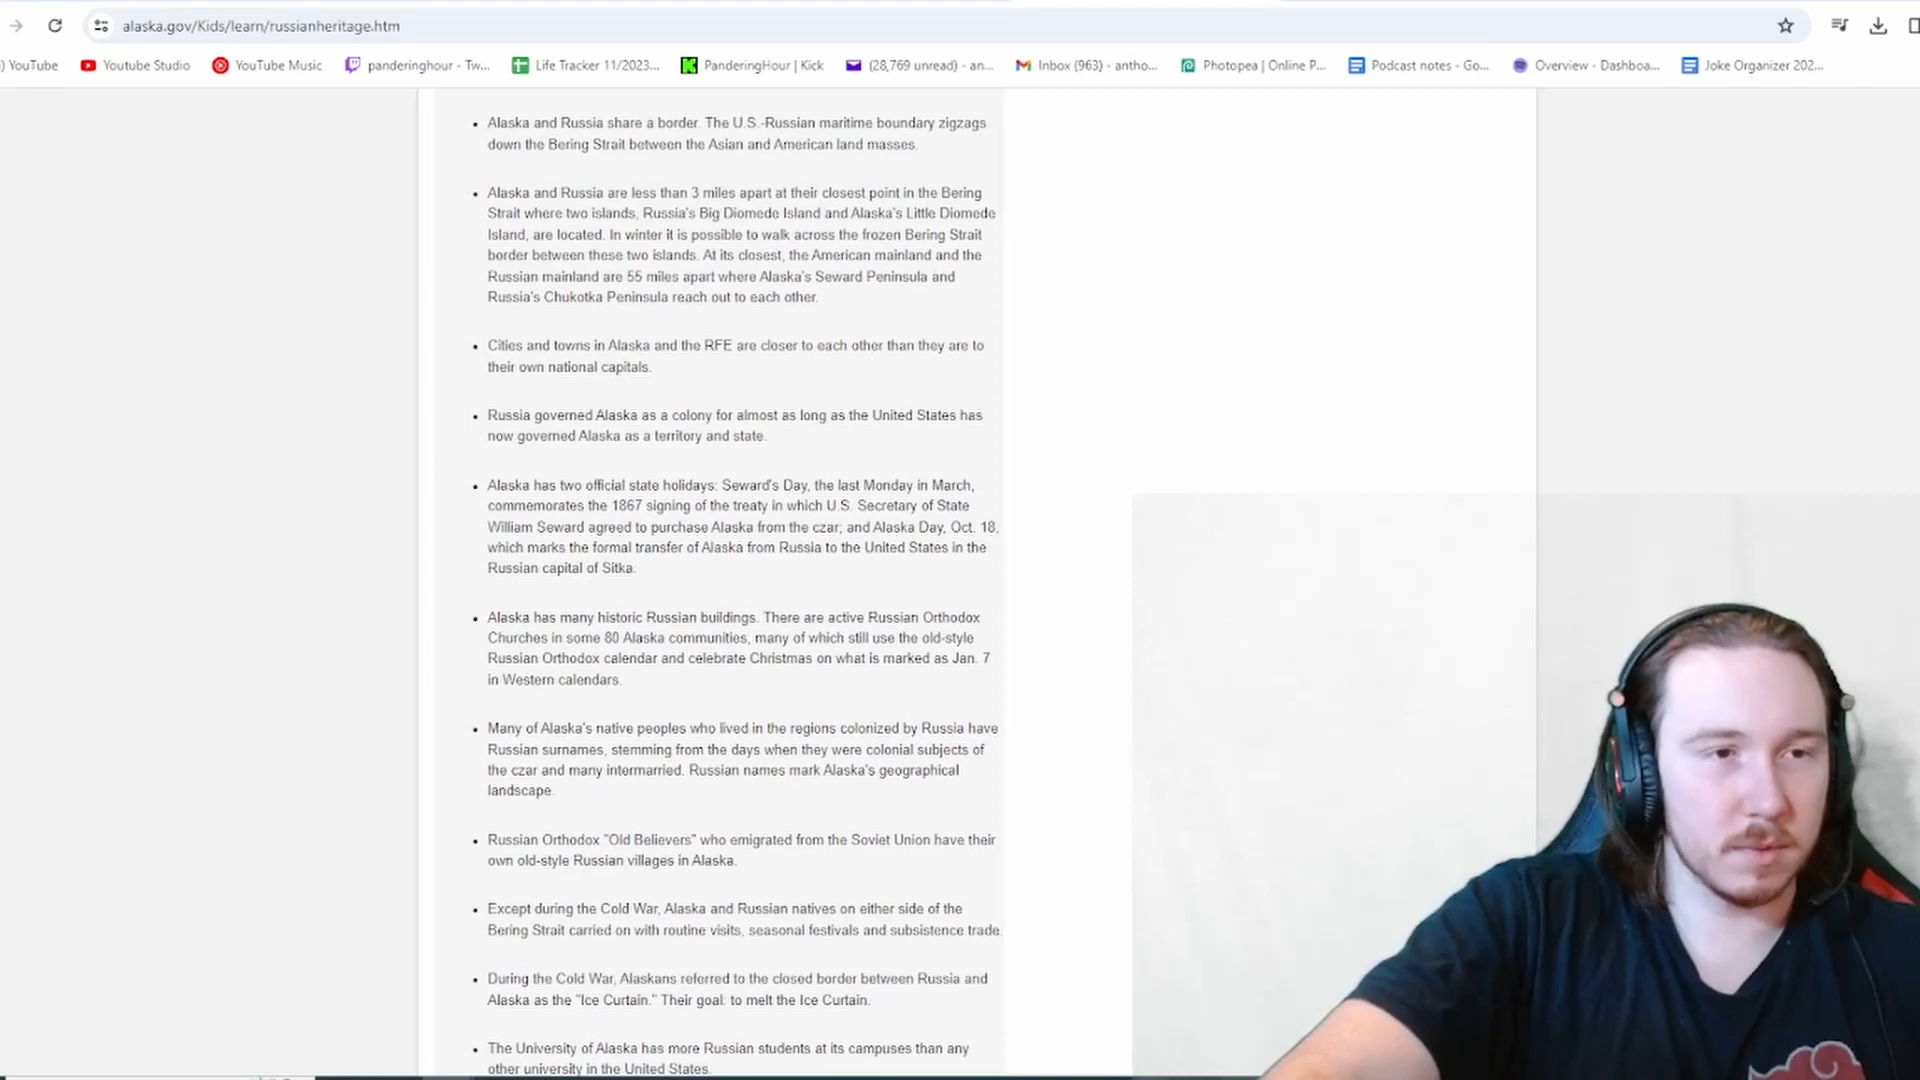 alaska.gov/Kids/learn/russianheritage.htm
) YouTube Youtube Studio YouTube Music panderinghour - Tw... Life Tracker 11/2023... PanderingHour | Kick (28,769 unread) - an... Inbox (963) - antho... Photopea | Online P... Podcast notes - Go... Overview - Dashboa... Joke Organizer 202...
• Alaska and Russia share a border. The U.S.-Russian maritime boundary zigzags
down the Bering Strait between the Asian and American land masses.
• Alaska and Russia are less than 3 miles apart at their closest point in the Bering
Strait where two islands, Russia's Big Diomede Island and Alaska's Little Diomede
Island, are located. In winter it is possible to walk across the frozen Bering Strait
border between these two islands. At its closest, the American mainland and the
Russian mainland are 55 miles apart where Alaska's Seward Peninsula and
Russia's Chukotka Peninsula reach out to each other.
• Cities and towns in Alaska and the RFE are closer to each other than they are to
their own national capitals.
• Russia governed Alaska as a colony for almost as long as the United States has
now governed Alaska as a territory and state.
• Alaska has two official state holidays: Seward's Day, the last Monday in March,
commemorates the 1867 signing of the treaty in which U.S. Secretary of State
William Seward agreed to purchase Alaska from the czar; and Alaska Day, Oct. 18,
which marks the formal transfer of Alaska from Russia to the United States in the
Russian capital of Sitka.
• Alaska has many historic Russian buildings. There are active Russian Orthodox
Churches in some 80 Alaska communities, many of which still use the old-style
Russian Orthodox calendar and celebrate Christmas on what is marked as Jan. 7
in Western calendars.
• Many of Alaska's native peoples who lived in the regions colonized by Russia have
Russian surnames, stemming from the days when they were colonial subjects of
the czar and many intermarried. Russian names mark Alaska's geographical
landscape.
• Russian Orthodox "Old Believers" who emigrated from the Soviet Union have their
own old-style Russian villages in Alaska.
• Except during the Cold War, Alaska and Russian natives on either side of the
Bering Strait carried on with routine visits, seasonal festivals and subsistence trade.
• During the Cold War, Alaskans referred to the closed border between Russia and
Alaska as the "Ice Curtain." Their goal: to melt the Ice Curtain.
• The University of Alaska has more Russian students at its campuses than any
other university in the United States.